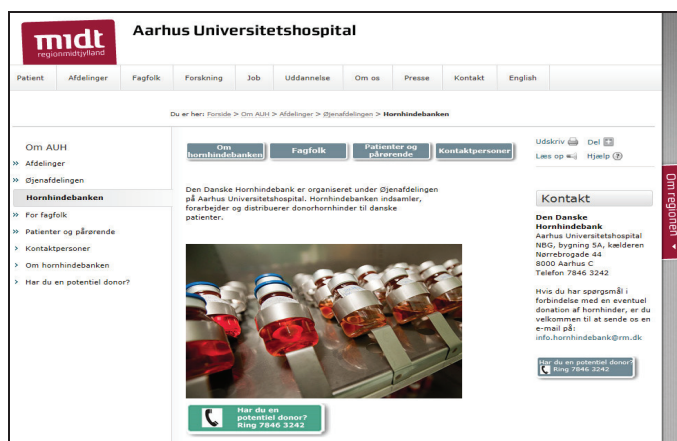 midt
regionmidtjylland
Aarhus Universitetshospital
Patient Afdelinger Fagfolk Forskning Job Uddannelse Om os Presse Kontakt English
Du er her: Forside > Om AUH > Afdelinger > Øjenafdelingen > Hornhindebanken
Om AUH
» Afdelinger
» Øjenafdelingen
Hornhindebanken
» For fagfolk
» Patienter og pårørende
› Kontaktpersoner
› Om hornhindebanken
› Har du en potentiel donor?
Om
hornhindebanken
Fagfolk
Patienter og
pårørende
Kontaktpersoner
Den Danske Hornhindebank er organiseret under Øjenafdelingen
på Aarhus Universitetshospital. Hornhindebanken indsamler,
forarbejder og distribuerer donorhornhinder til danske
patienter.
Har du en
potentiel donor?
Ring 7846 3242
Udskriv Del
Læs op Hjælp
Kontakt
Den Danske
Hornhindebank
Aarhus Universitetshospital
NBG, bygning 5A, kælderen
Nørrebrogade 44
8000 Aarhus C
Telefon 7846 3242
Hvis du har spørgsmål i
forbindelse med en eventuel
donation af hornhinder, er du
velkommen til at sende os en
e-mail på:
info.hornhindebank@rm.dk
Har du en potentiel donor?
Ring 7846 3242
Om regionen